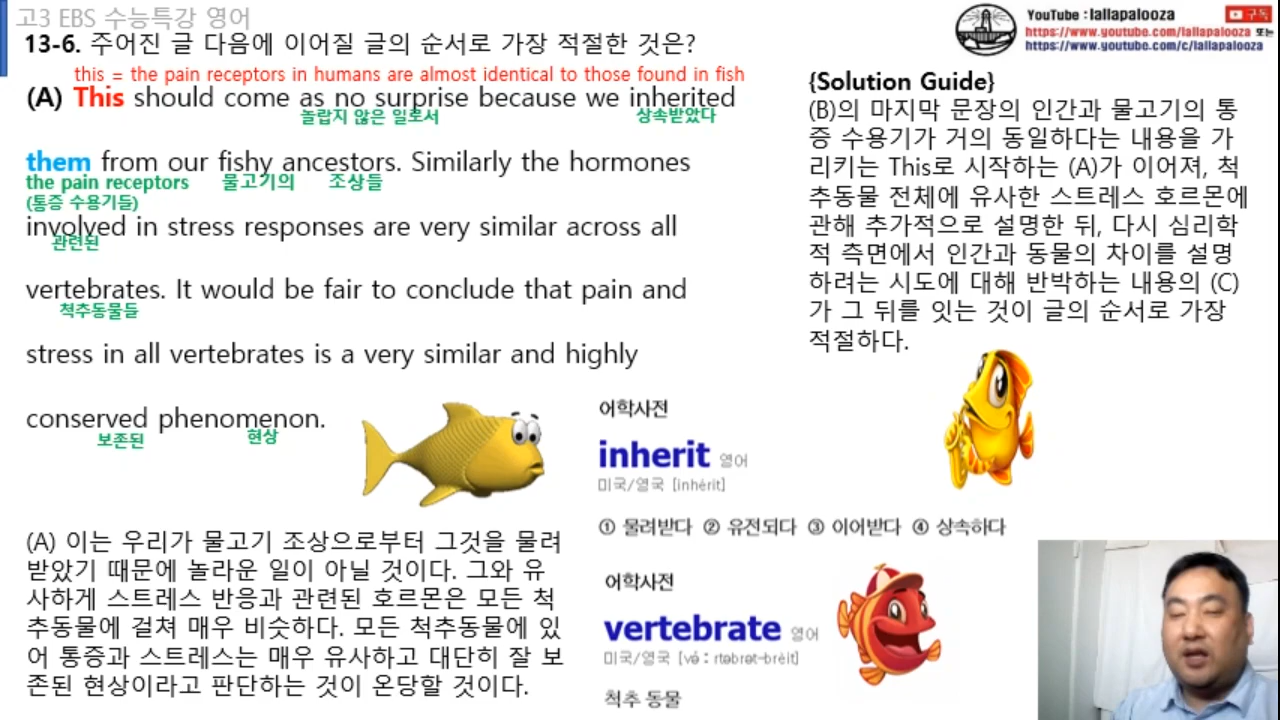 고3 EBS 수능특강 영어
13-6. 주어진 글 다음에 이어질 글의 순서로 가장 적절한 것은?
YouTube : lallapalooza
구독
https://www.youtube.com/lallapalooza 또는
https://www.youtube.com/c/lallapalooza
this = the pain receptors in humans are almost identical to those found in fish
(A) This should come as no surprise because we inherited
놀랍지 않은 일로서 상속받았다
them from our fishy ancestors. Similarly the hormones
the pain receptors 물고기의 조상들
(통증 수용기들)
involved in stress responses are very similar across all
관련된
vertebrates. It would be fair to conclude that pain and
척추동물들
stress in all vertebrates is a very similar and highly
conserved phenomenon.
보존된 현상
(A) 이는 우리가 물고기 조상으로부터 그것을 물려
받았기 때문에 놀라운 일이 아닐 것이다. 그와 유
사하게 스트레스 반응과 관련된 호르몬은 모든 척
추동물에 걸쳐 매우 비슷하다. 모든 척추동물에 있
어 통증과 스트레스는 매우 유사하고 대단히 잘 보
존된 현상이라고 판단하는 것이 온당할 것이다.
{Solution Guide}
(B)의 마지막 문장의 인간과 물고기의 통
증 수용기가 거의 동일하다는 내용을 가
리키는 This로 시작하는 (A)가 이어져, 척
추동물 전체에 유사한 스트레스 호르몬에
관해 추가적으로 설명한 뒤, 다시 심리학
적 측면에서 인간과 동물의 차이를 설명
하려는 시도에 대해 반박하는 내용의 (C)
가 그 뒤를 잇는 것이 글의 순서로 가장
적절하다.
어학사전
inherit 영어
미국/영국 [inhérit]
① 물려받다 ② 유전되다 ③ 이어받다 ④ 상속하다
어학사전
vertebrate 영어
미국/영국 [və́ːrtəbrət-brèit]
척추 동물